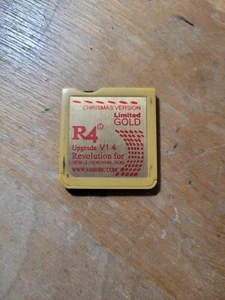 CHRISMAS VERSION
Limited
GOLD
R4
Upgrade V1.4
Revolution for